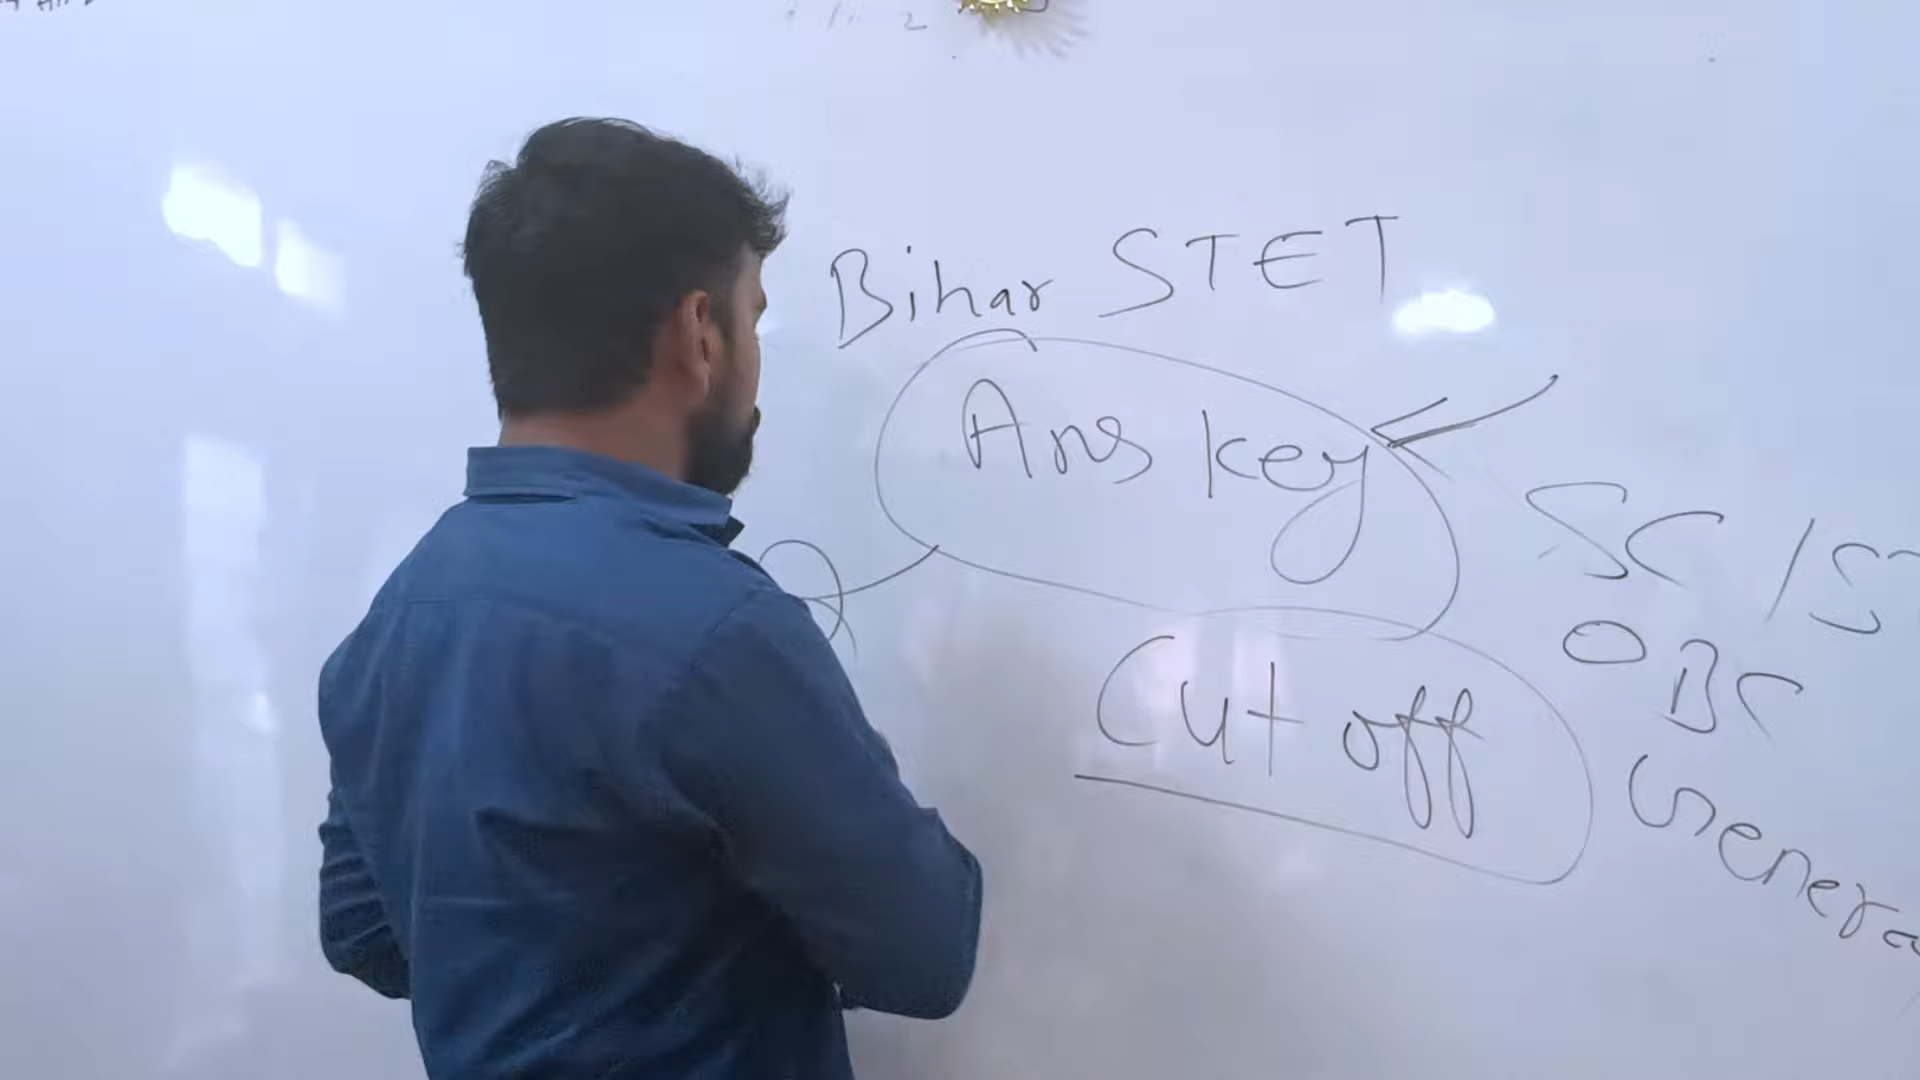 Bihar STET
Ans key
SC / ST
OBC
Cut off
Genera